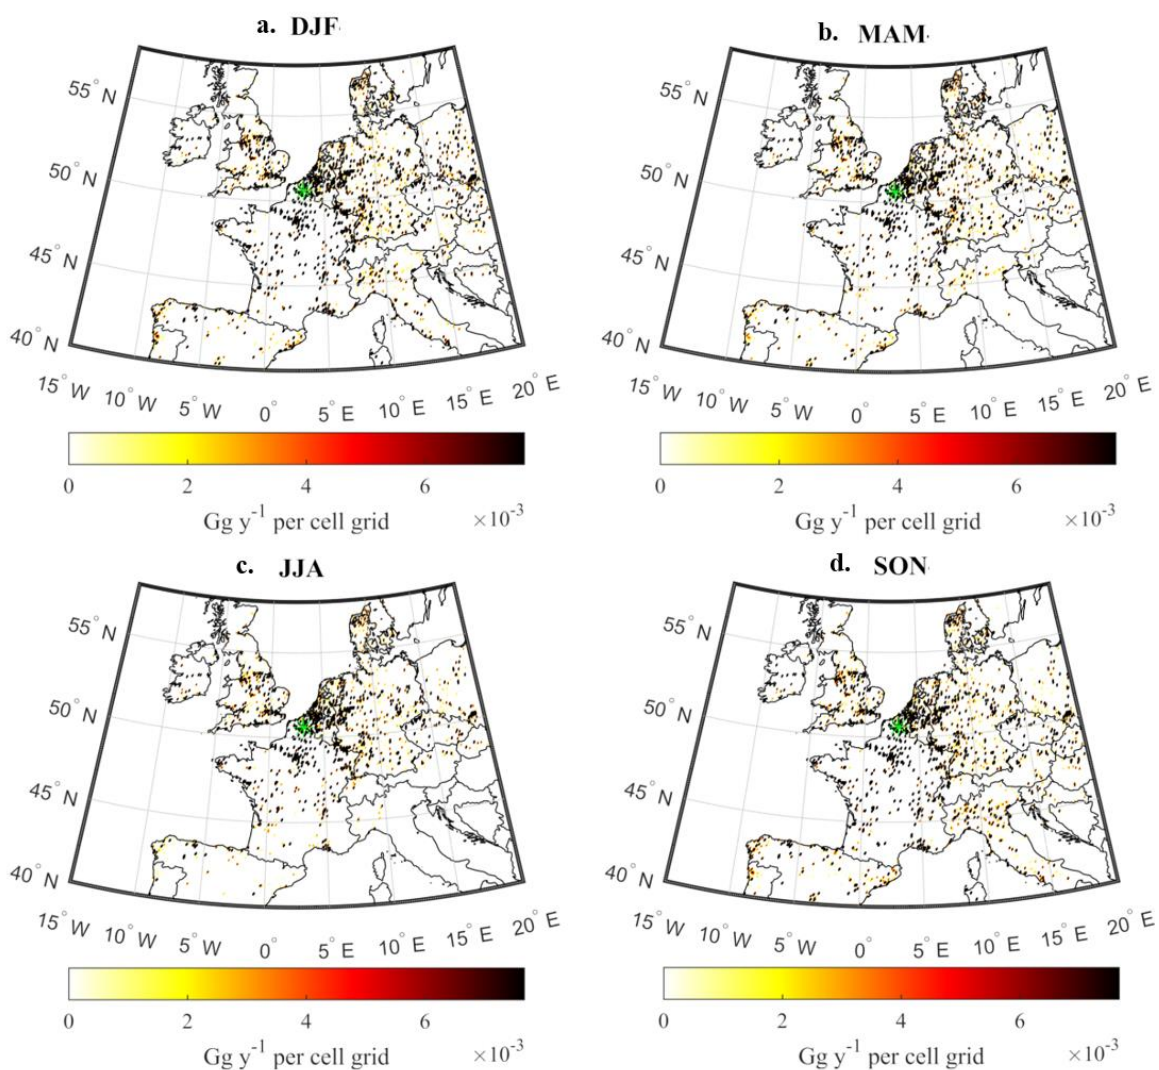 a. DJF
b. MAM
55° N
50° N
45° N
40° N
15° W 10° W 5° W 0° 5° E 10° E 15° E 20° E
0 2 4 6
Gg y⁻¹ per cell grid ×10⁻³
55° N
50° N
45° N
40° N
15° W 10° W 5° W 0° 5° E 10° E 15° E 20° E
0 2 4 6
Gg y⁻¹ per cell grid ×10⁻³
c. JJA
d. SON
55° N
50° N
45° N
40° N
15° W 10° W 5° W 0° 5° E 10° E 15° E 20° E
0 2 4 6
Gg y⁻¹ per cell grid ×10⁻³
55° N
50° N
45° N
40° N
15° W 10° W 5° W 0° 5° E 10° E 15° E 20° E
0 2 4 6
Gg y⁻¹ per cell grid ×10⁻³